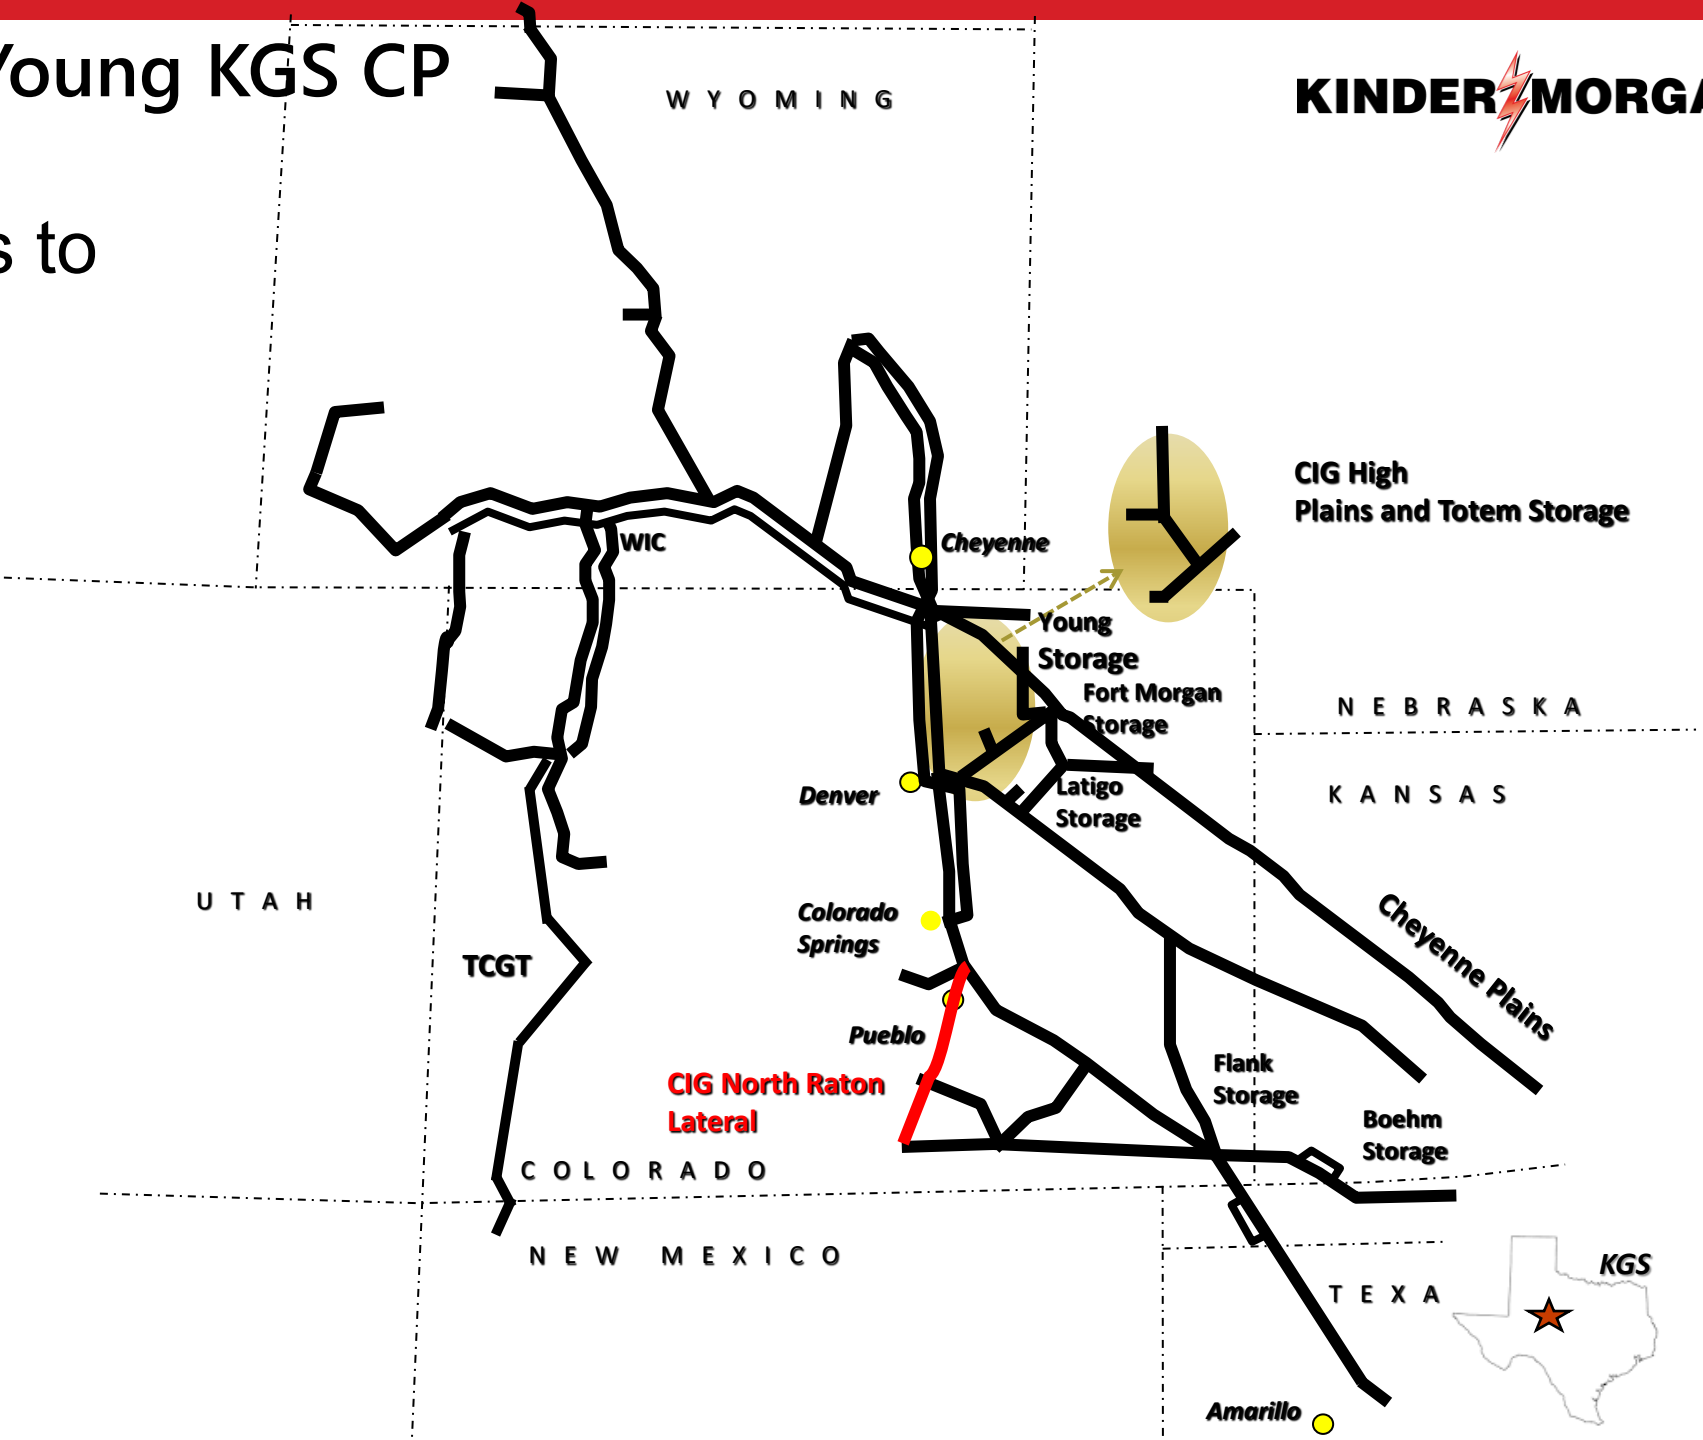 Young KGS CP
s to
KINDER MORGA
WYOMING
CIG High
Plains and Totem Storage
WIC
Cheyenne
Young
Storage
Fort Morgan
Storage
NEBRASKA
KANSAS
Denver
Latigo
Storage
UTAH
Colorado
Springs
TCGT
Cheyenne Plains
Pueblo
CIG North Raton
Lateral
Flank
Storage
Boehm
Storage
COLORADO
NEW MEXICO
KGS
TEXA
Amarillo